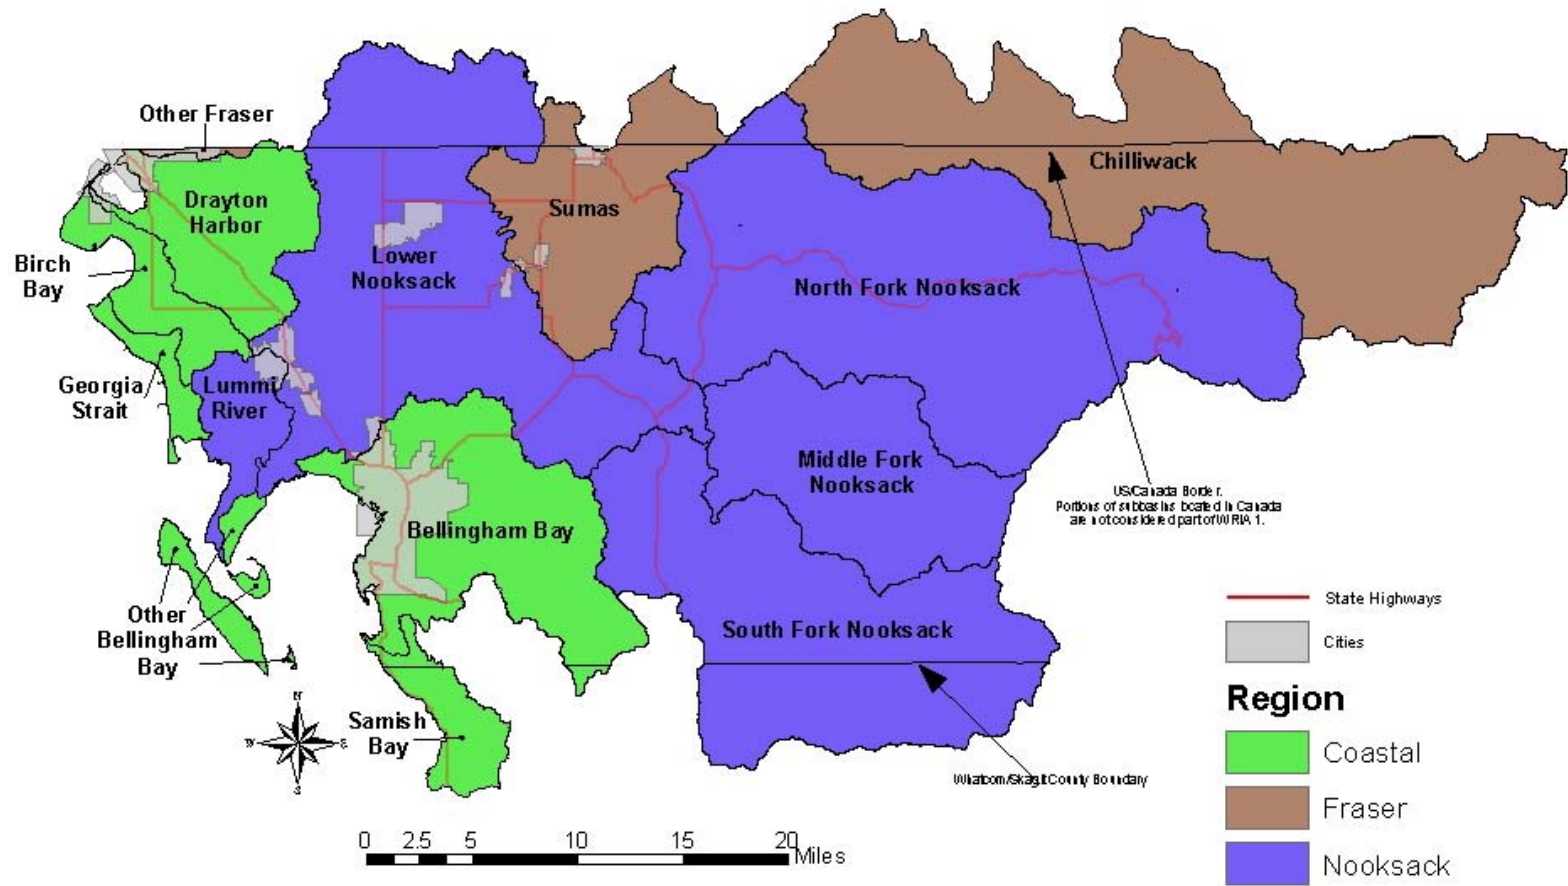 Other Fraser
Chilliwack
Drayton
Harbor
Sumas
Birch
Bay
Lower
Nooksack
North Fork Nooksack
Georgia
Strait
Lummi
River
Middle Fork
Nooksack
US/Canada Border.
Portions of subbasins located in Canada
are not considered part of WRIA 1.
Bellingham Bay
Other
Bellingham
Bay
South Fork Nooksack
Samish
Bay
N
W
E
S
Whatcom/Skagit County Boundary
0 2.5 5 10 15 20
Miles
State Highways
Cities
Region
Coastal
Fraser
Nooksack